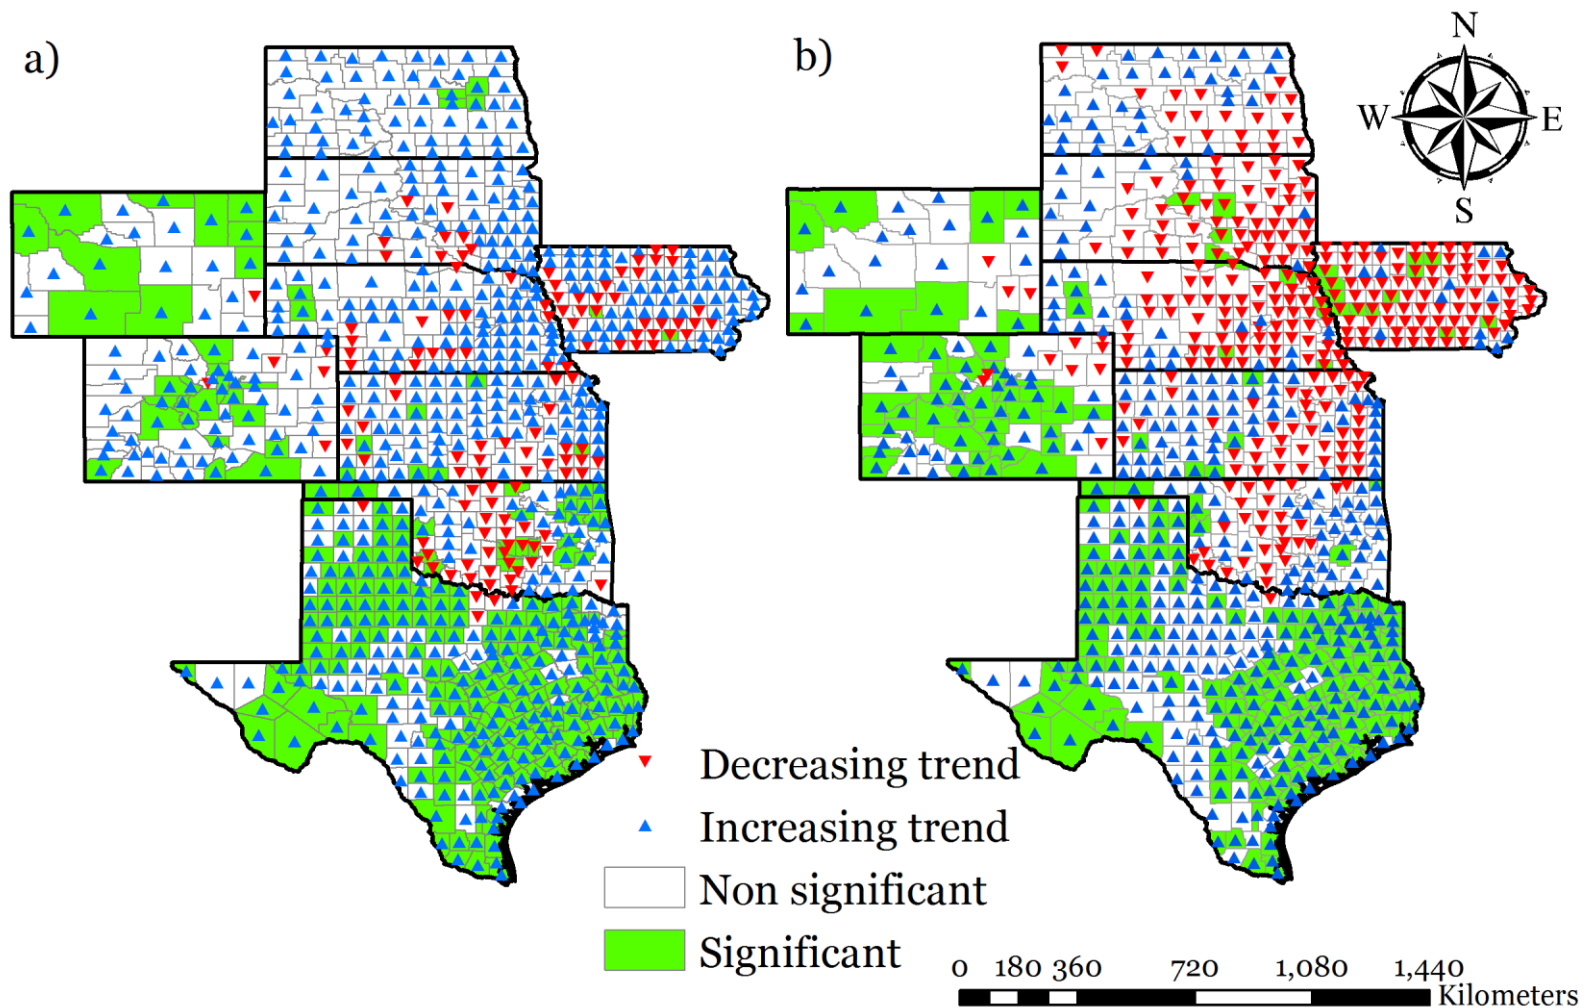 a)
b)
N
W E
S
Decreasing trend
Increasing trend
Non significant
Significant
0 180 360 720 1,080 1,440
Kilometers